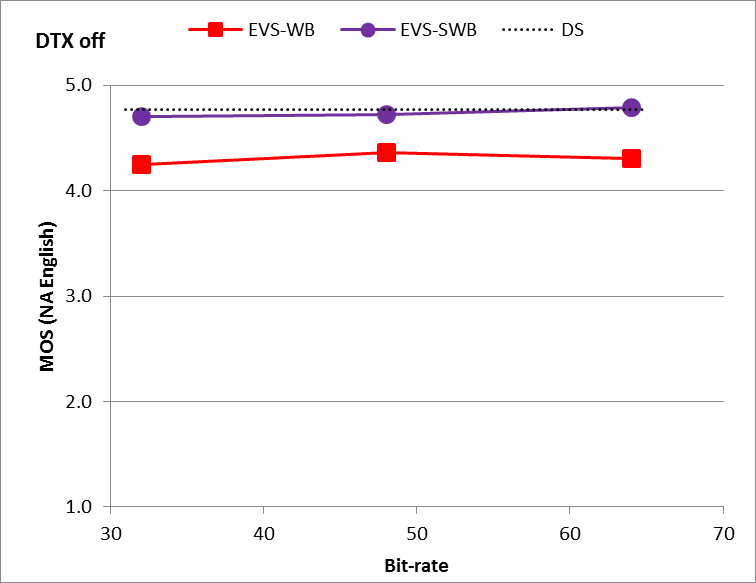 DTX off
EVS-WB
EVS-SWB
DS
5.0
4.0
3.0
2.0
1.0
MOS (NA English)
30
40
50
60
70
Bit-rate